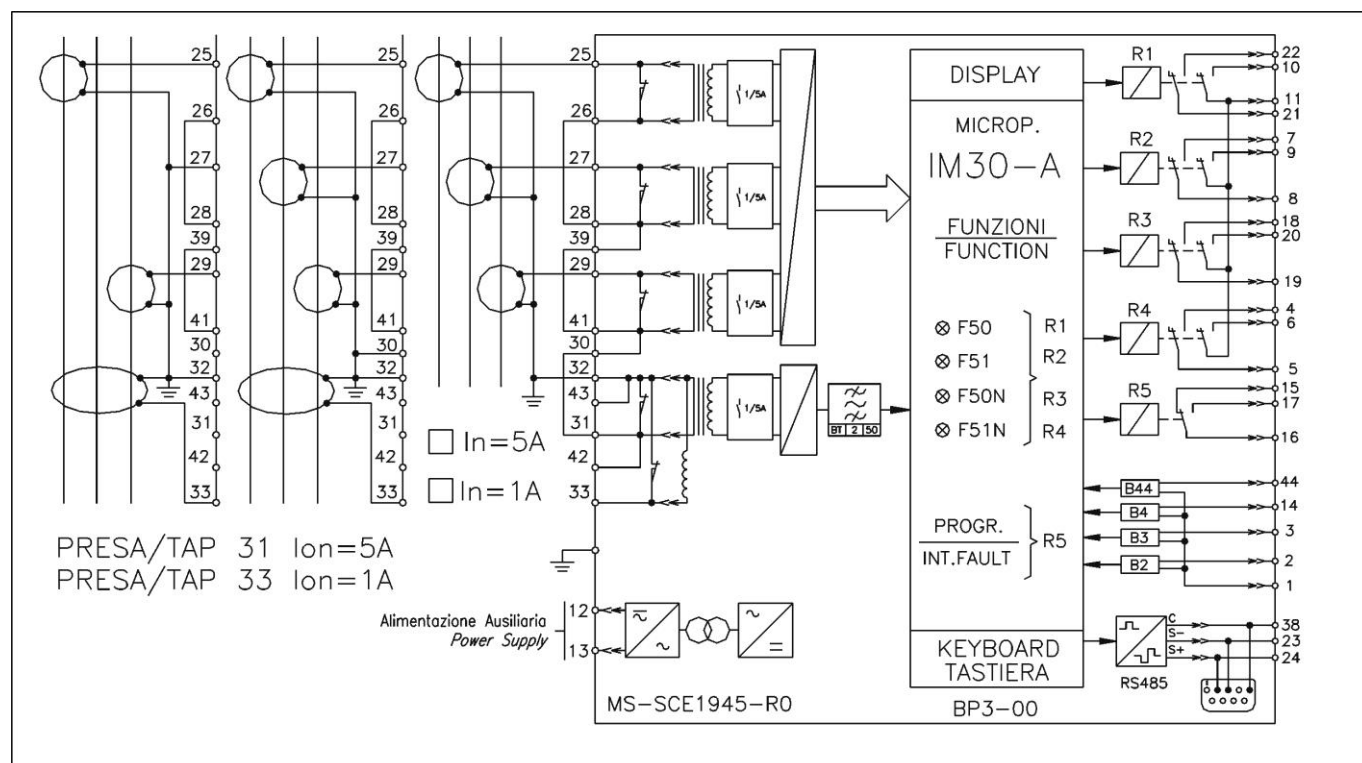 25
26
27
28
39
29
41
30
32
43
31
42
33
25
26
27
28
39
29
41
30
32
43
31
42
33
25
26
27
28
39
29
41
30
32
43
31
42
33
In=5A
In=1A
PRESA/TAP 31 Ion=5A
PRESA/TAP 33 Ion=1A
Alimentazione Ausiliaria
Power Supply
12
13
1/5A
1/5A
1/5A
1/5A
BT 2 50
MS-SCE1945-R0
DISPLAY
MICROP.
IM30-A
FUNZIONI
FUNCTION
F50
F51
F50N
F51N
R1
R2
R3
R4
PROGR.
INT.FAULT
R5
KEYBOARD
TASTIERA
BP3-00
R1
R2
R3
R4
R5
B44
B4
B3
B2
C
S-
S+
RS485
1
22
10
11
21
7
9
8
18
20
19
4
6
5
15
17
16
44
14
3
2
1
38
23
24